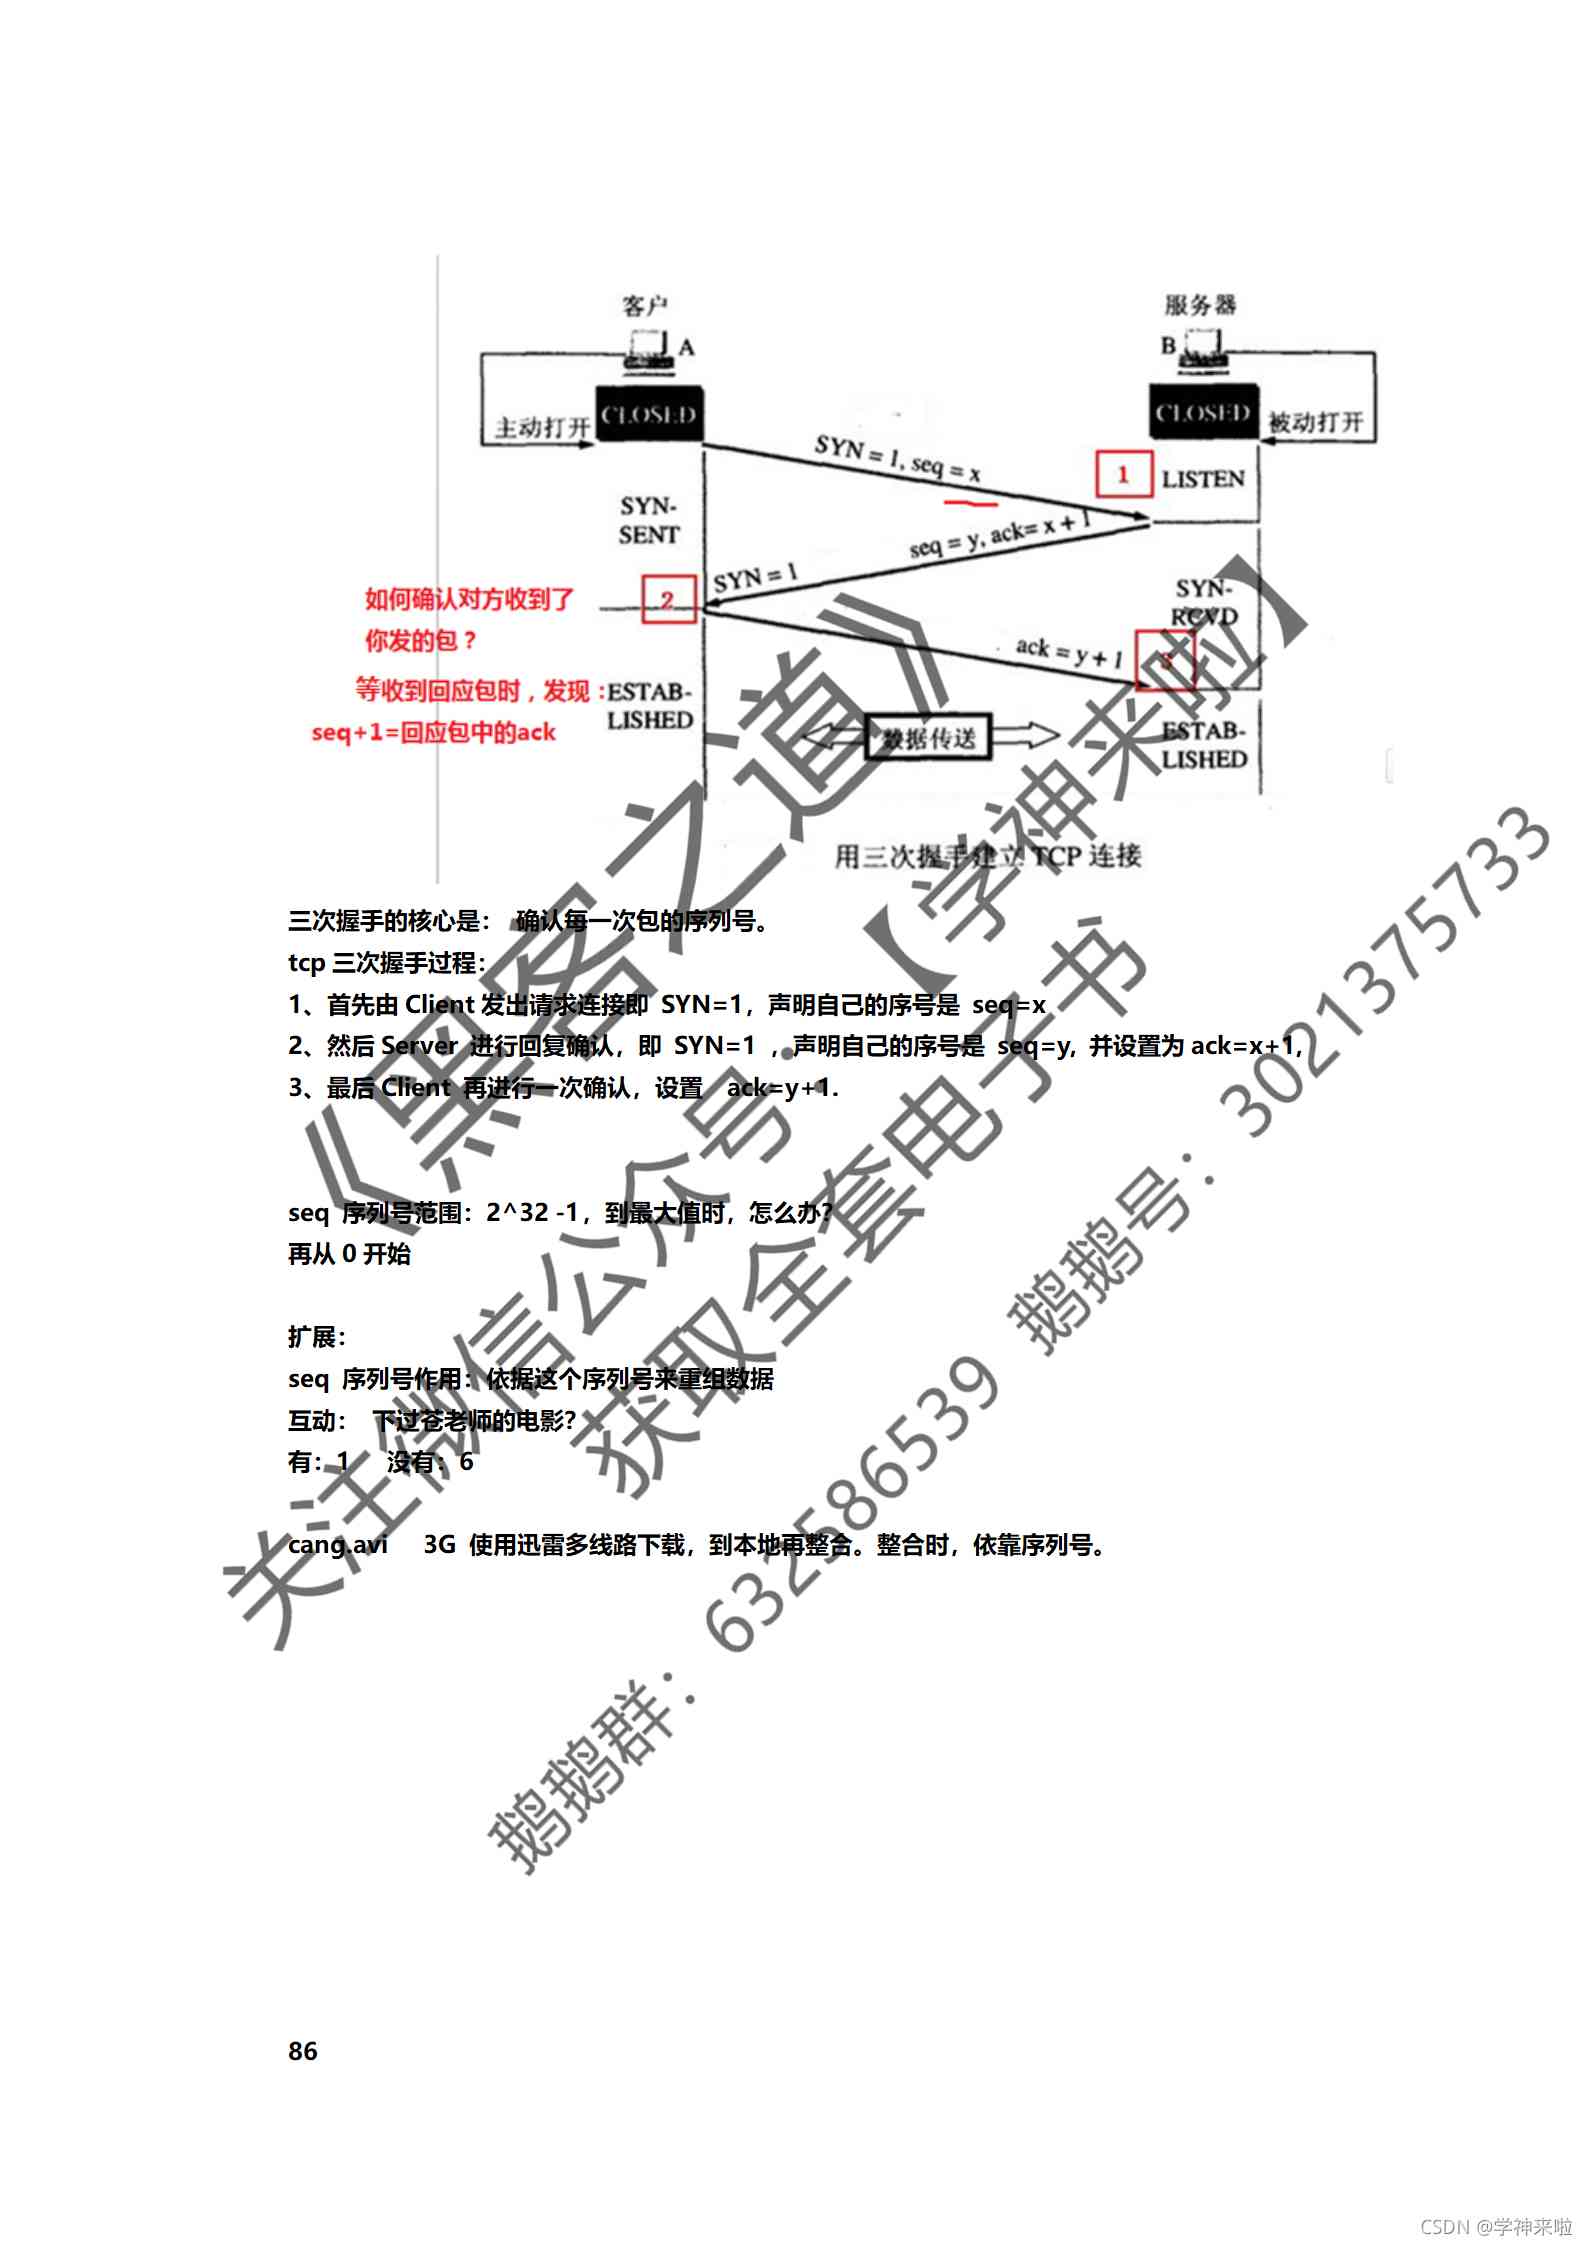 客户
服务器
A
B
CLOSED
CLOSED
主动打开
被动打开
SYN = 1, seq = x
1
LISTEN
SYN-
SENT
seq = y, ack= x + 1
SYN = 1
2
SYN-
RCVD
如何确认对方收到了
你发的包？
ack = y + 1
3
等收到回应包时，发现：
seq+1=回应包中的ack
ESTAB-
LISHED
数据传送
ESTAB-
LISHED
用三次握手建立 TCP 连接
三次握手的核心是： 确认每一次包的序列号。
tcp 三次握手过程：
1、首先由 Client 发出请求连接即 SYN=1，声明自己的序号是 seq=x
2、然后 Server 进行回复确认，即 SYN=1 ，声明自己的序号是 seq=y, 并设置为 ack=x+1,
3、最后 Client 再进行一次确认，设置 ack=y+1.
seq 序列号范围：2^32 -1，到最大值时，怎么办？
再从 0 开始
扩展：
seq 序列号作用：依据这个序列号来重组数据
互动： 下过苍老师的电影？
有：1 没有：6
cang.avi 3G 使用迅雷多线路下载，到本地再整合。整合时，依靠序列号。
《黑客之道》
关注微信公众号：【学神来啦】
获取全套电子书
鹅鹅群：632586539 鹅鹅号：3021375733
86
CSDN @学神来啦